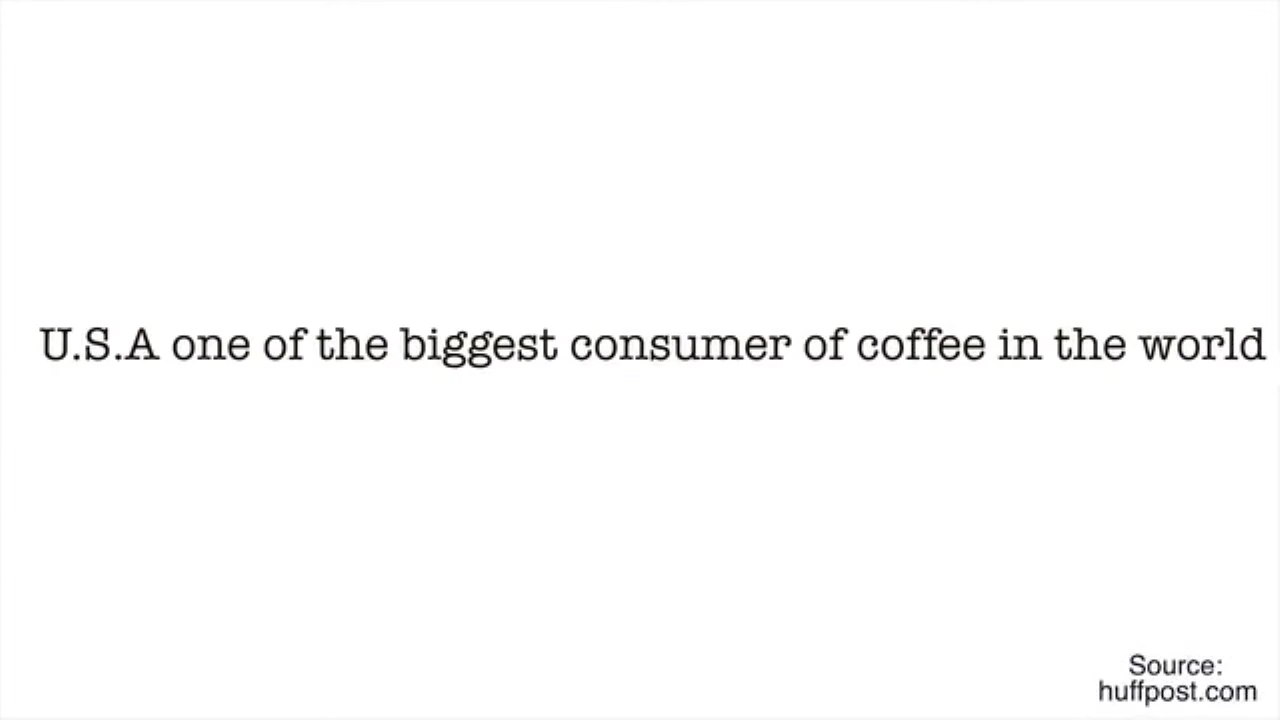 U.S.A one of the biggest consumer of coffee in the world
Source:
huffpost.com